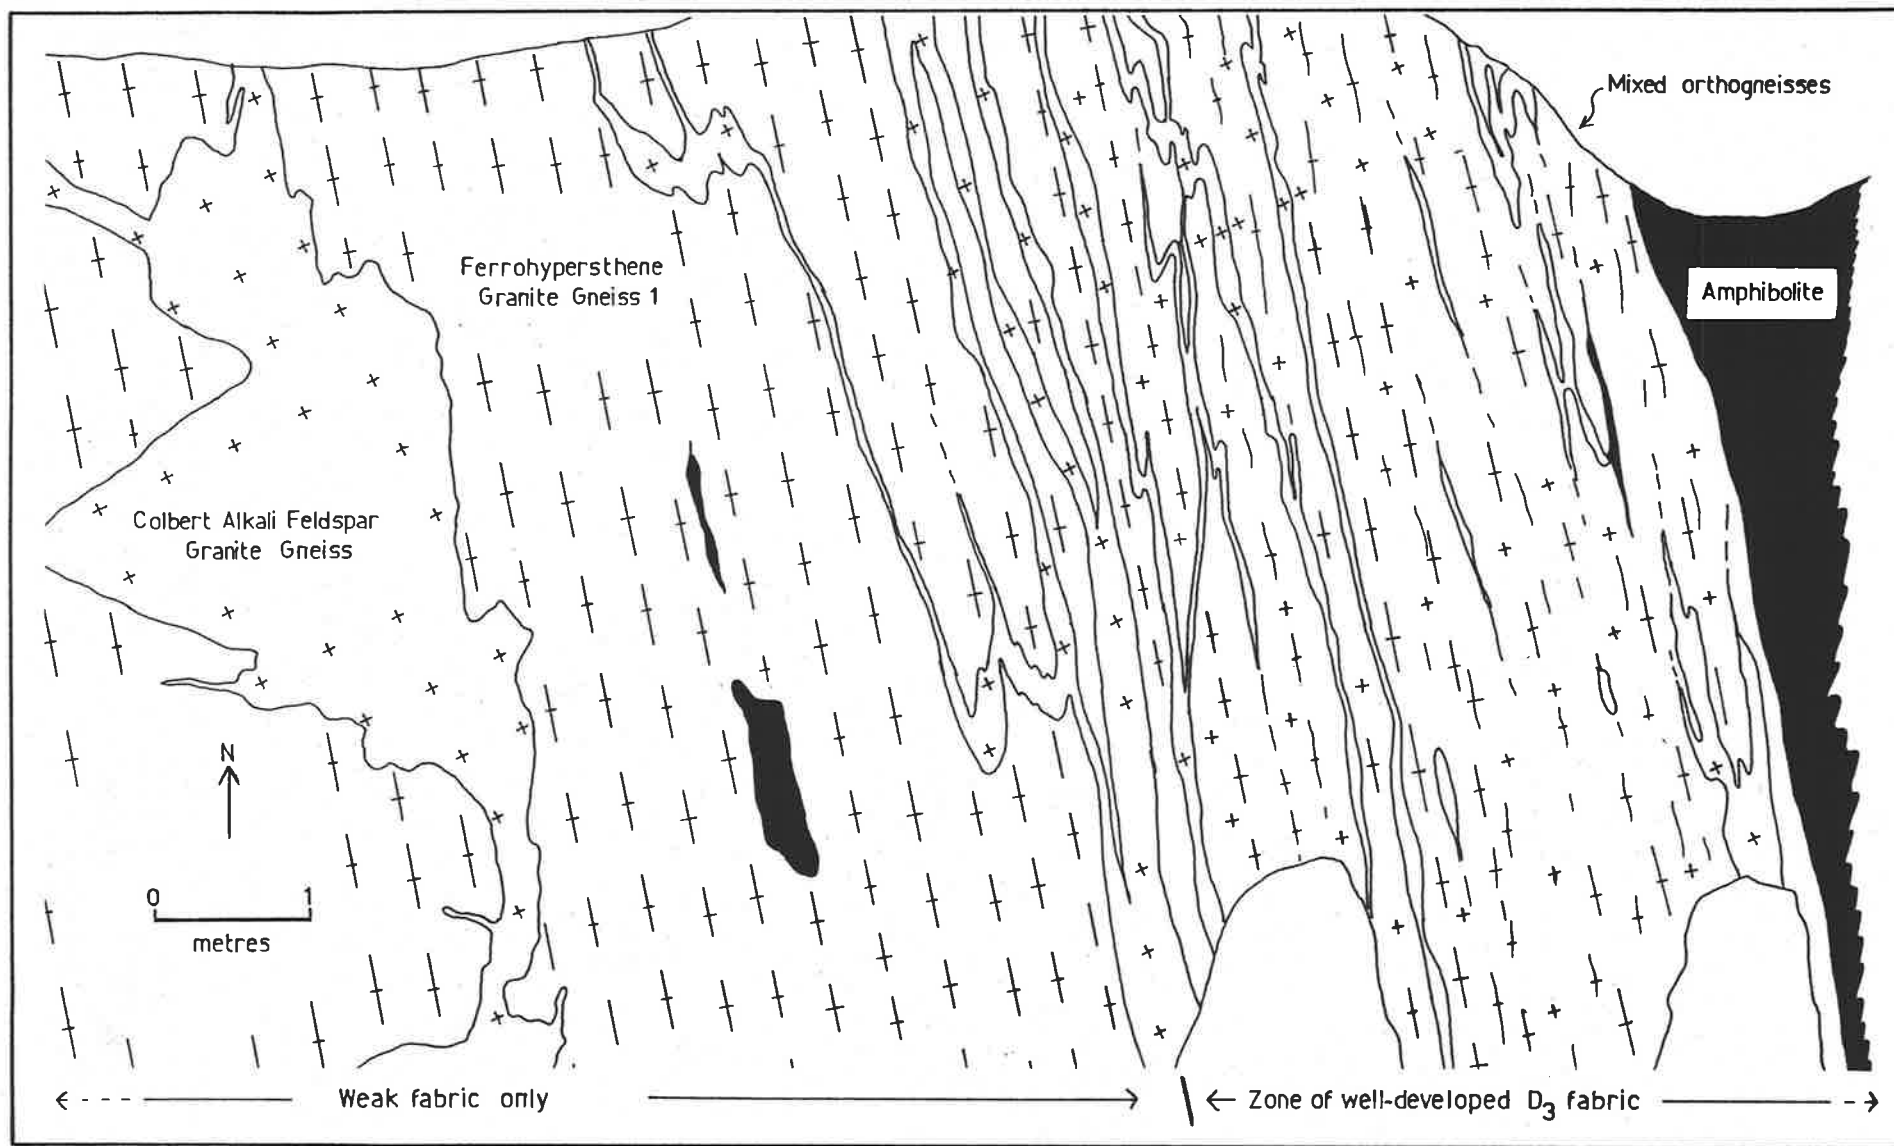 Mixed orthogneisses
Ferrohypersthene
Granite Gneiss 1
Amphibolite
Colbert Alkali Feldspar
Granite Gneiss
N
0 1
metres
Weak fabric only
Zone of well-developed D₃ fabric